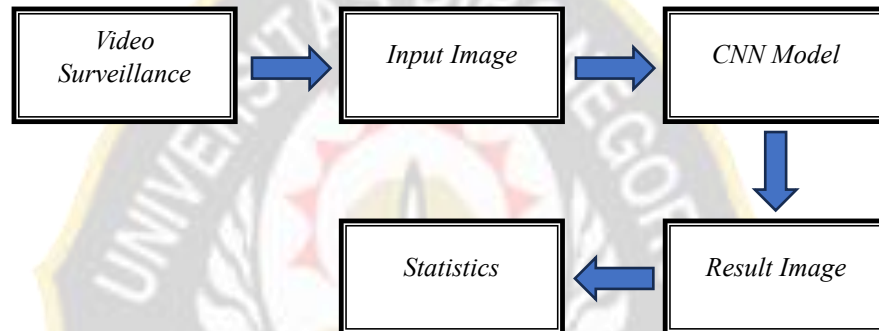 Video
Surveillance
Input Image
CNN Model
Result Image
Statistics